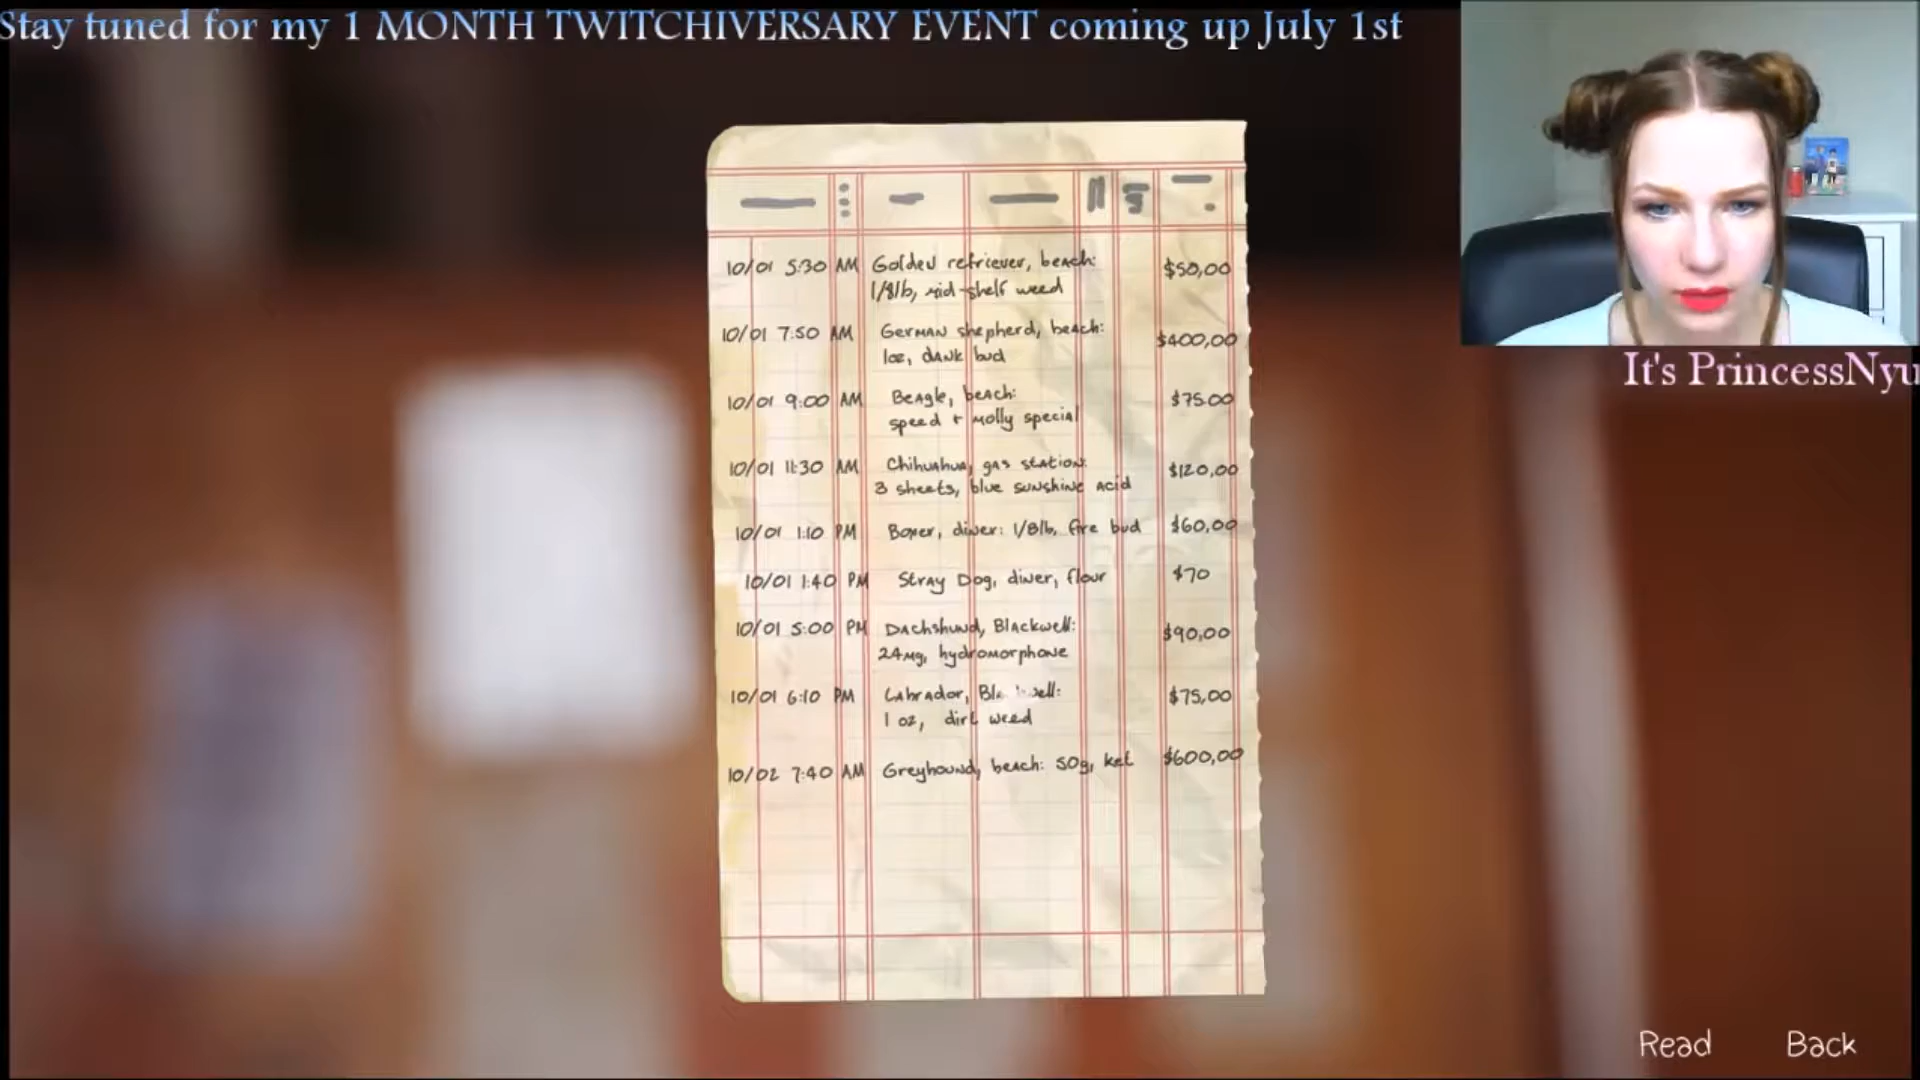 Stay tuned for my 1 MONTH TWITCHIVERSARY EVENT coming up July 1st
It's PrincessNyu
10/01 5:30 AM Golden retriever, beach: $50,00
1/8lb, mid-shelf weed
10/01 7:50 AM German shepherd, beach: $400,00
1oz, dank bud
10/01 9:00 AM Beagle, beach: $75.00
speed + molly special
10/01 11:30 AM Chihuahua, gas station: $120,00
3 sheets, blue sunshine acid
10/01 1:10 PM Boxer, diner: 1/8lb, fire bud $60,00
10/01 1:40 PM Stray Dog, diner, flour $70
10/01 5:00 PM Dachshund, Blackwell: $90,00
24mg, hydromorphone
10/01 6:10 PM Labrador, Blackwell: $75,00
1 oz, dirt weed
10/02 7:40 AM Greyhound, beach: 50g, ket $600,00
Read Back